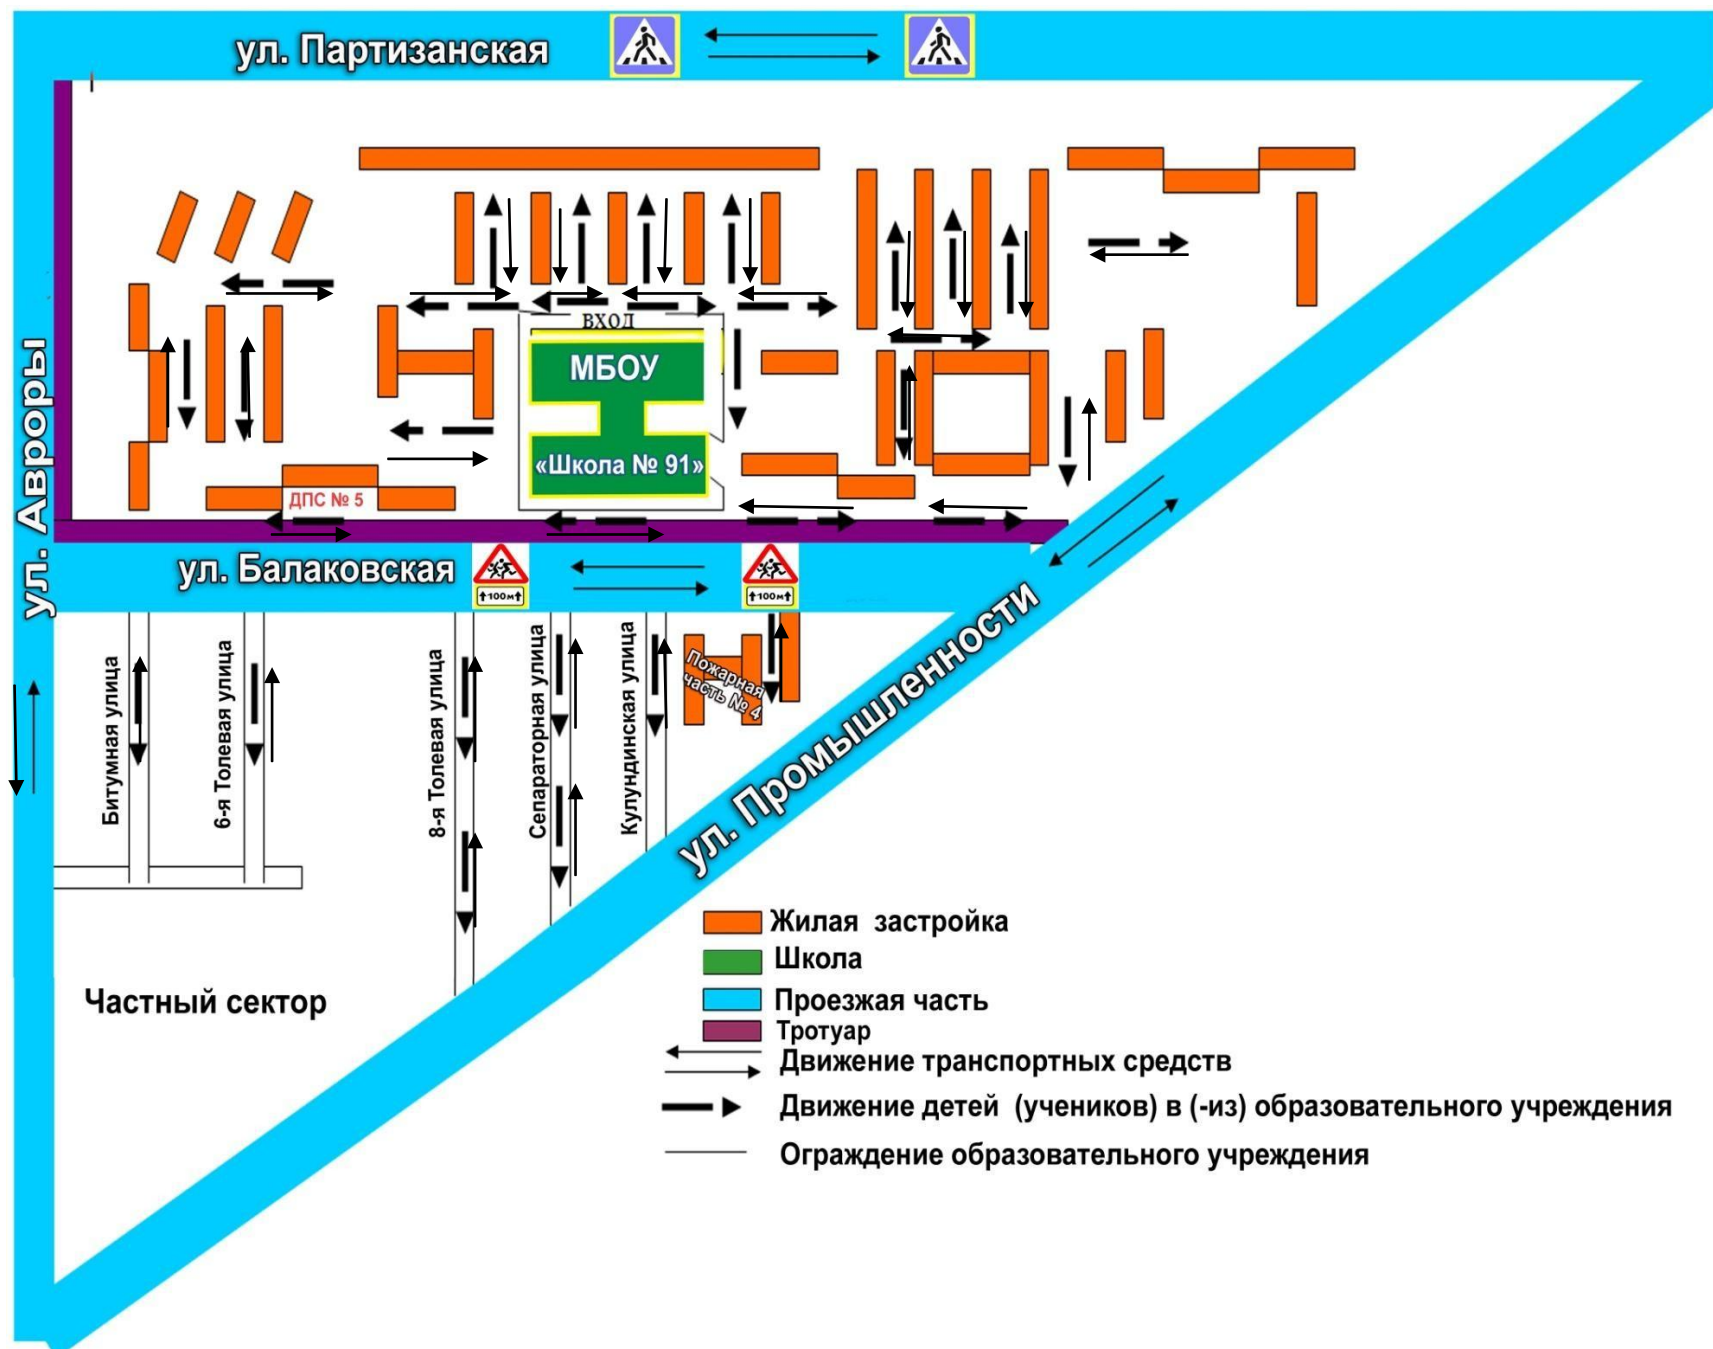 ул. Партизанская
ул. Авроры
ВХОД
МБОУ
«Школа № 91»
ДПС № 5
ул. Балаковская
100м
100м
Битумная улица
6-я Толевая улица
8-я Толевая улица
Сепараторная улица
Кулундинская улица
Пожарная
часть № 4
ул. Промышленности
Частный сектор
Жилая застройка
Школа
Проезжая часть
Тротуар
Движение транспортных средств
Движение детей (учеников) в (-из) образовательного учреждения
Ограждение образовательного учреждения